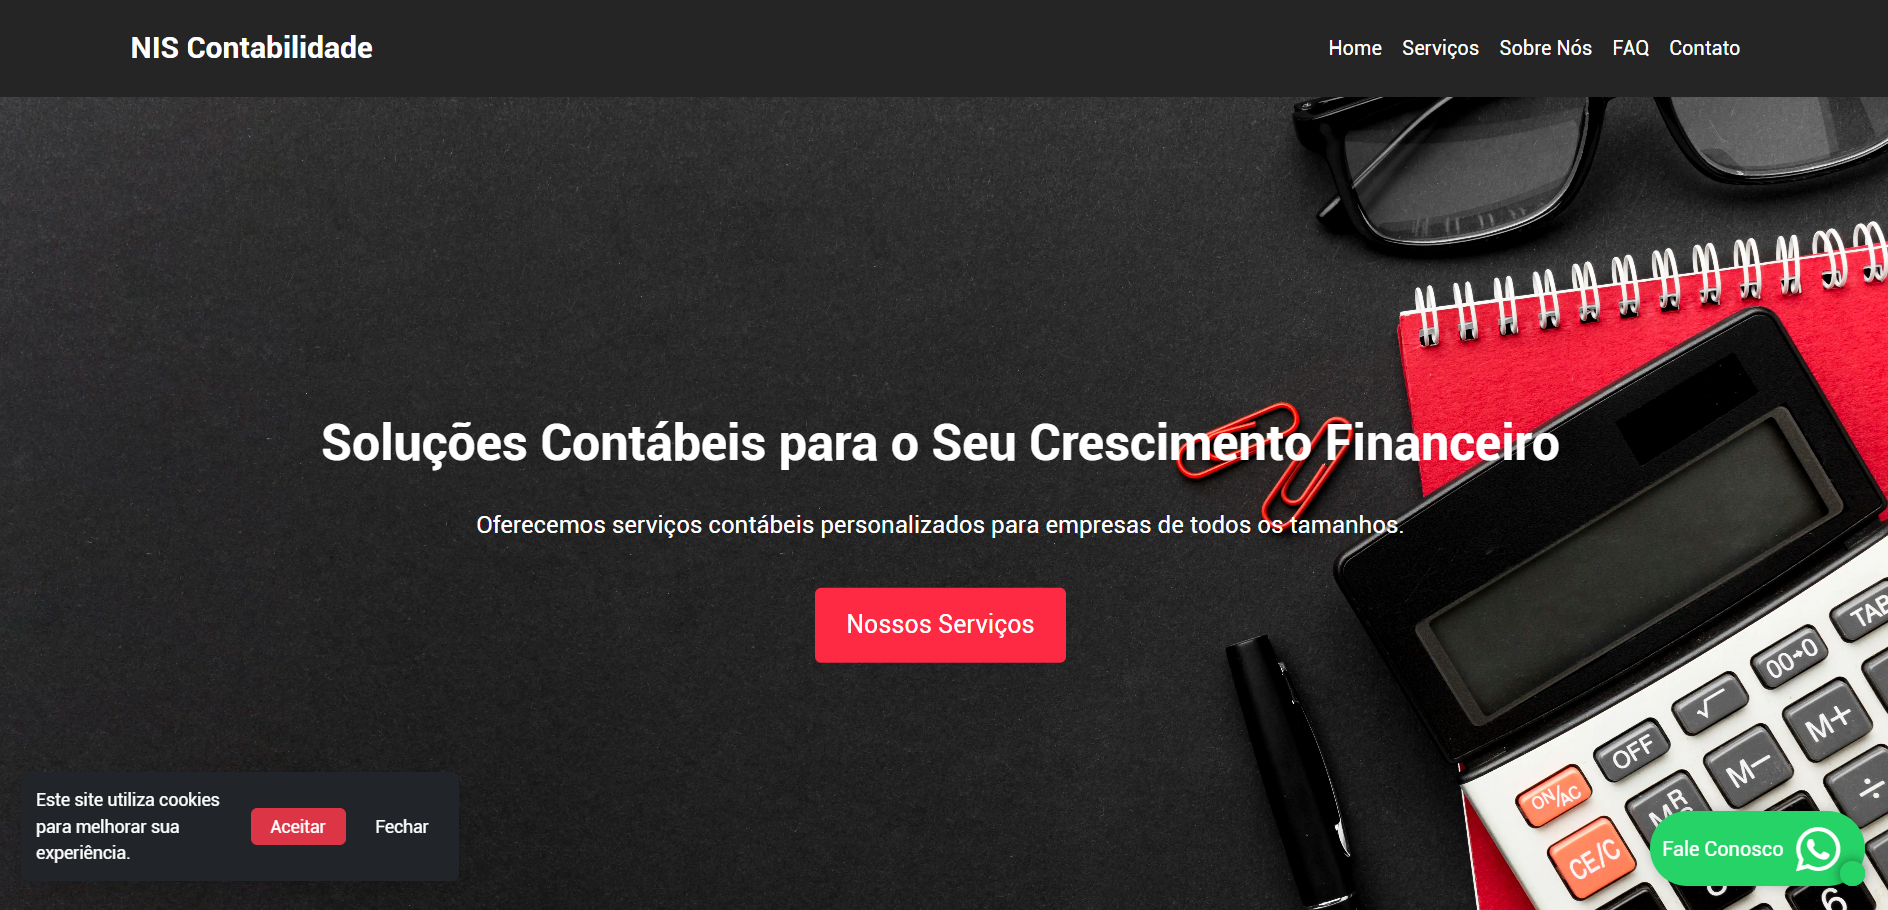 NIS Contabilidade
Home Serviços Sobre Nós FAQ Contato
Soluções Contábeis para o Seu Crescimento Financeiro
Oferecemos serviços contábeis personalizados para empresas de todos os tamanhos.
Nossos Serviços
TAB
00→0
√
M+
OFF
M−
÷
ON/AC
MR
CE/C
6
Este site utiliza cookies
para melhorar sua
experiência.
Aceitar
Fechar
Fale Conosco